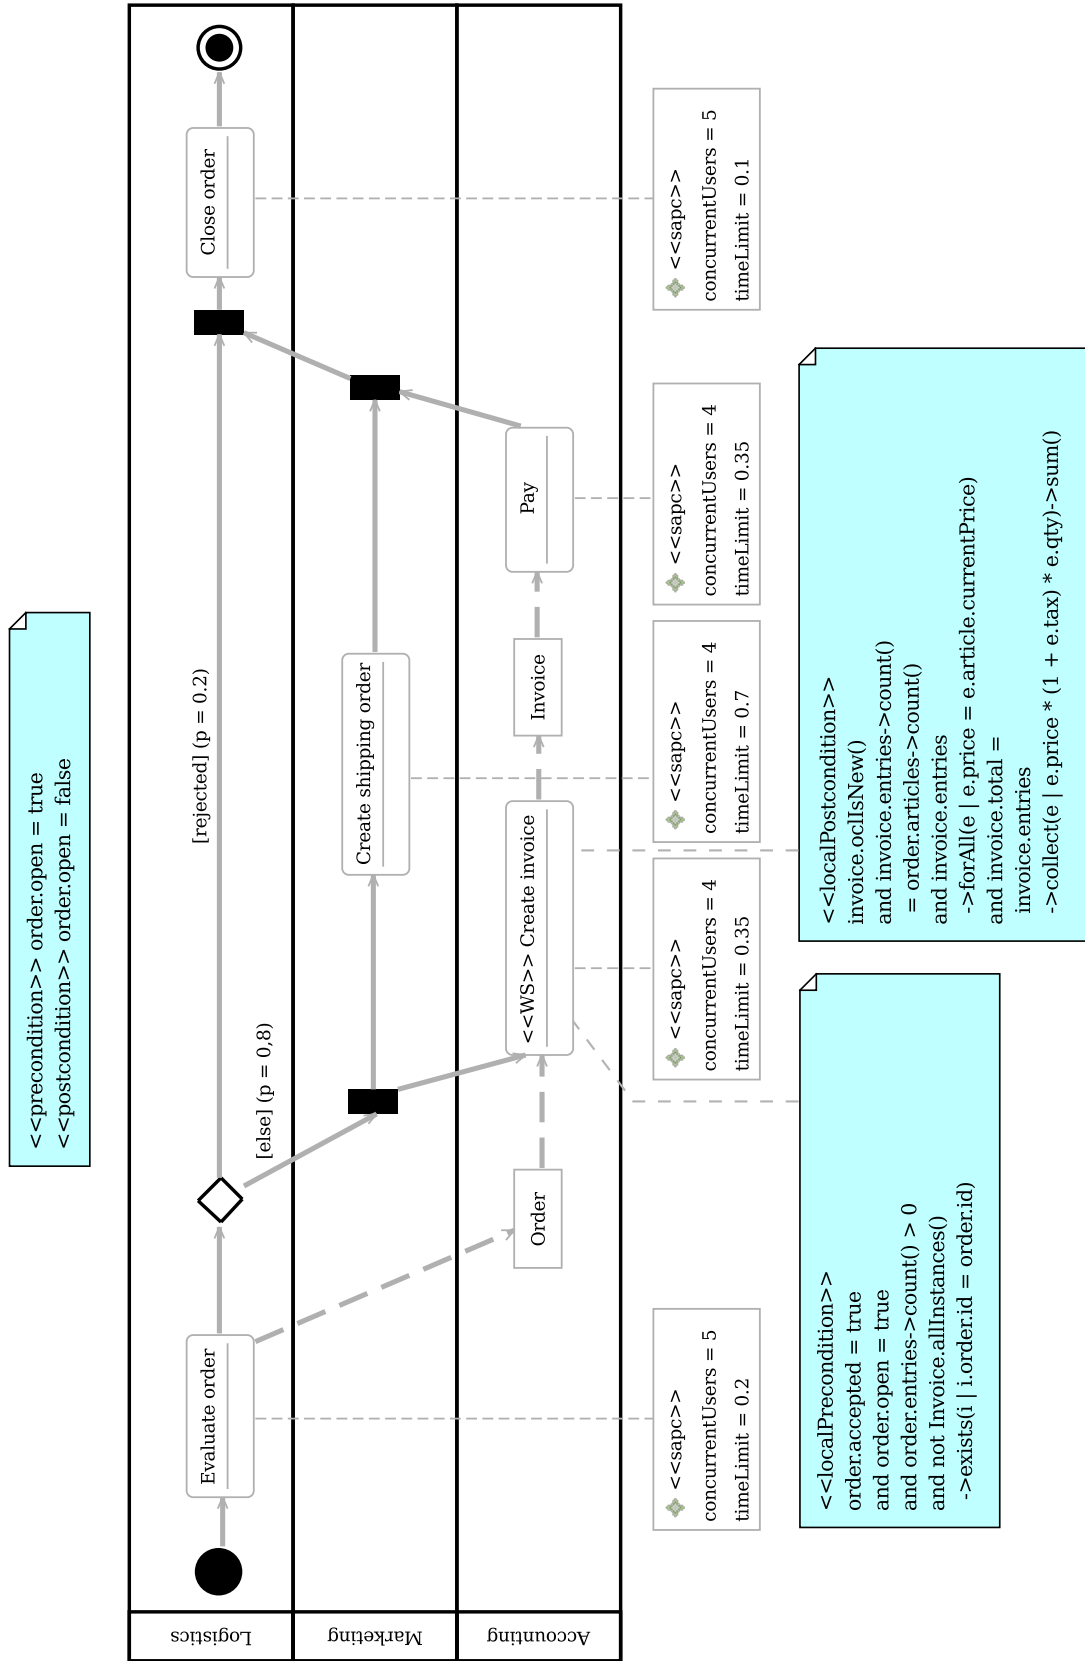 <<precondition>> order.open = true
<<postcondition>> order.open = false
Logistics
Marketing
Accounting
Evaluate order
[rejected] (p = 0.2)
[else] (p = 0,8)
Close order
Create shipping order
Order
<<WS>> Create invoice
Invoice
Pay
<<sapc>>
concurrentUsers = 5
timeLimit = 0.2
<<sapc>>
concurrentUsers = 4
timeLimit = 0.35
<<sapc>>
concurrentUsers = 4
timeLimit = 0.7
<<sapc>>
concurrentUsers = 4
timeLimit = 0.35
<<sapc>>
concurrentUsers = 5
timeLimit = 0.1
<<localPrecondition>>
order.accepted = true
and order.open = true
and order.entries->count() > 0
and not Invoice.allInstances()
->exists(i | i.order.id = order.id)
<<localPostcondition>>
invoice.oclIsNew()
and invoice.entries->count()
= order.articles->count()
and invoice.entries
->forAll(e | e.price = e.article.currentPrice)
and invoice.total =
invoice.entries
->collect(e | e.price * (1 + e.tax) * e.qty)->sum()